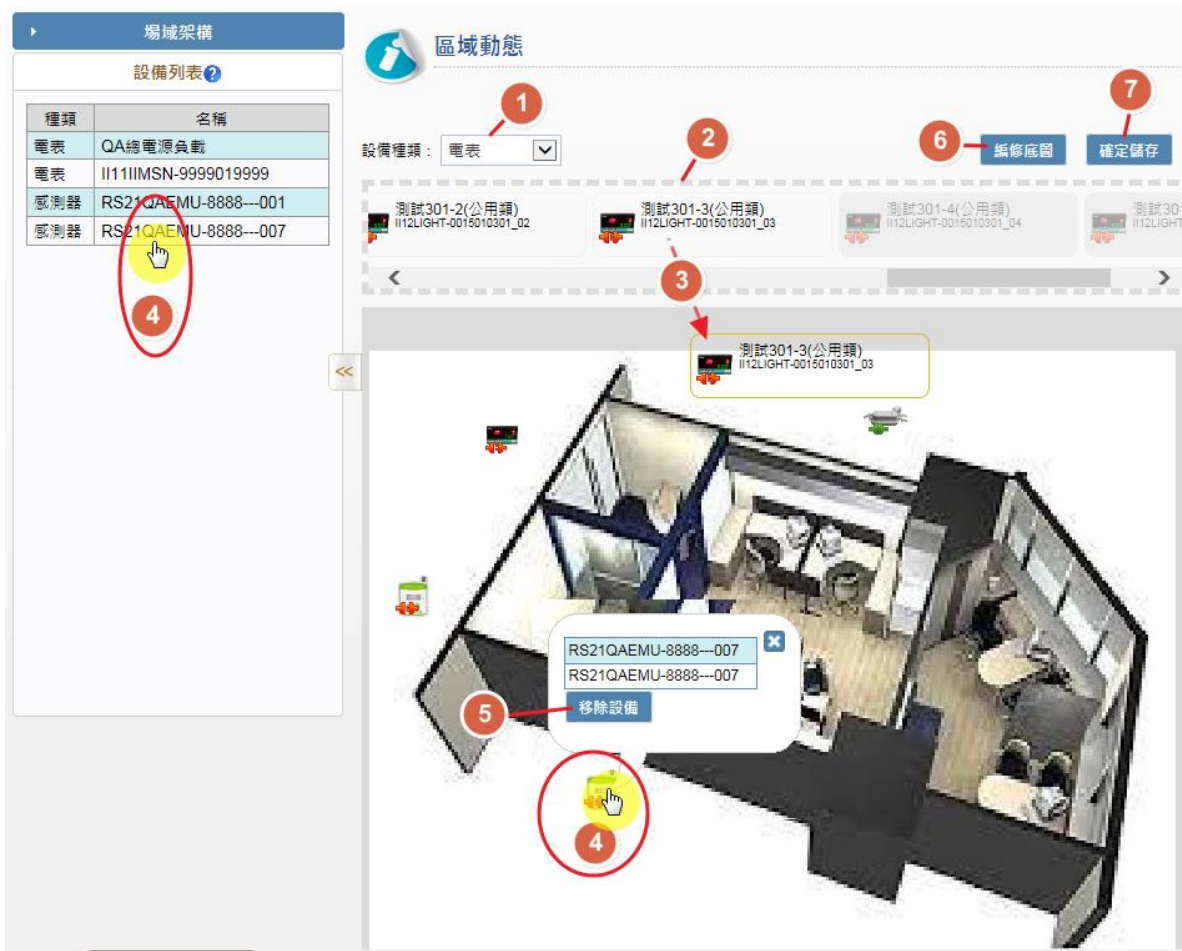 場域架構
設備列表?
種類 名稱
電表 QA總電源負載
電表 II11IIMSN-9999019999
感測器 RS21QAEMU-8888---001
感測器 RS21QAEMU-8888---007
4
<<
區域動態
1
7
設備種類： 電表
2
6
編修底圖
確定儲存
測試301-2(公用類)
II12LIGHT-0015010301_02
測試301-3(公用類)
II12LIGHT-0015010301_03
測試301-4(公用類)
II12LIGHT-0015010301_04
測試301
II12LIGHT
3
測試301-3(公用類)
II12LIGHT-0015010301_03
RS21QAEMU-8888---007
RS21QAEMU-8888---007
5
移除設備
4